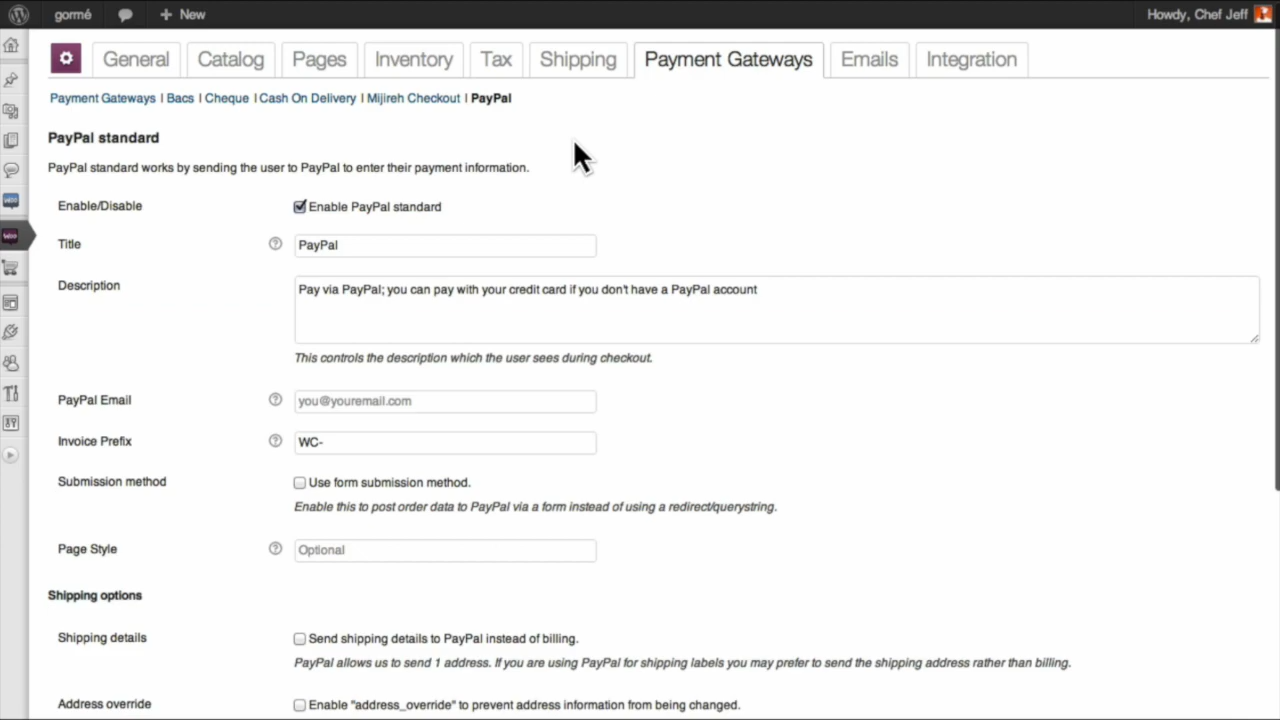 gormé + New Howdy, Chef Jeff
General Catalog Pages Inventory Tax Shipping Payment Gateways Emails Integration
Payment Gateways | Bacs | Cheque | Cash On Delivery | Mijireh Checkout | PayPal
PayPal standard
PayPal standard works by sending the user to PayPal to enter their payment information.
Enable/Disable Enable PayPal standard
Title ? PayPal
Description Pay via PayPal; you can pay with your credit card if you don't have a PayPal account
This controls the description which the user sees during checkout.
PayPal Email ? you@youremail.com
Invoice Prefix ? WC-
Submission method Use form submission method.
Enable this to post order data to PayPal via a form instead of using a redirect/querystring.
Page Style ? Optional
Shipping options
Shipping details Send shipping details to PayPal instead of billing.
PayPal allows us to send 1 address. If you are using PayPal for shipping labels you may prefer to send the shipping address rather than billing.
Address override Enable "address_override" to prevent address information from being changed.